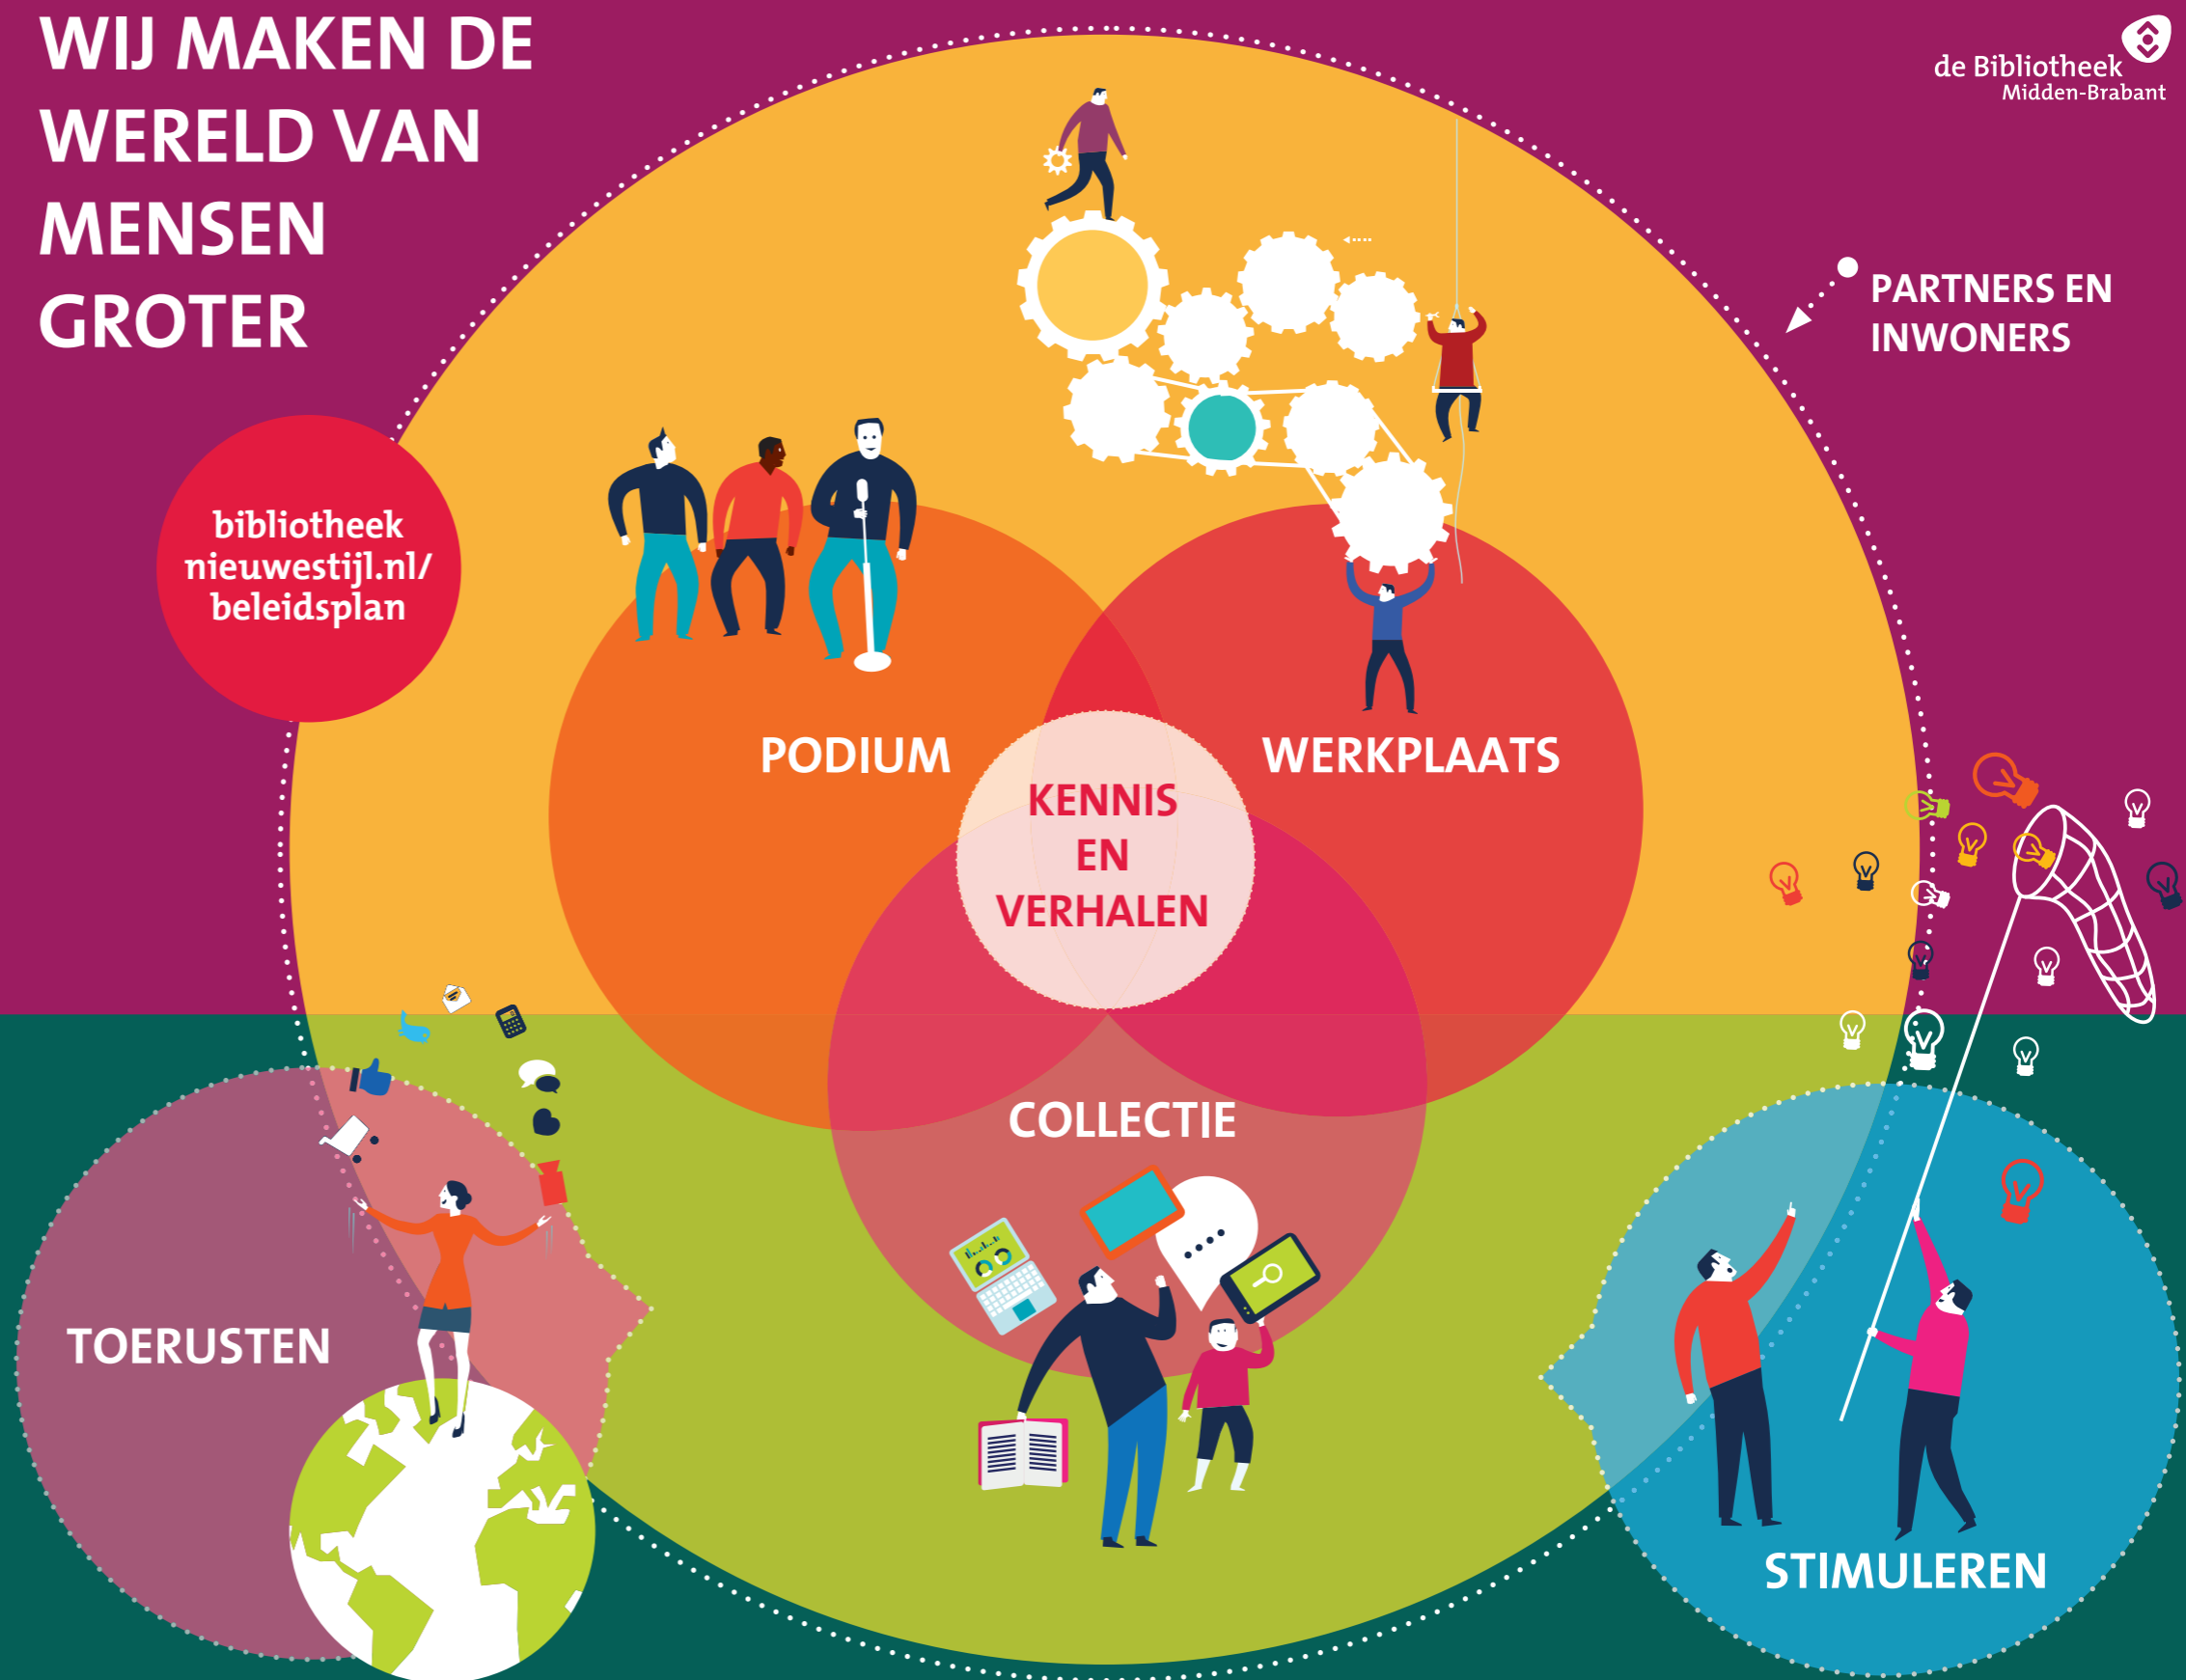 WIJ MAKEN DE
WERELD VAN
MENSEN
GROTER
de Bibliotheek
Midden-Brabant
PARTNERS EN
INWONERS
bibliotheek
nieuwestijl.nl/
beleidsplan
PODIUM
WERKPLAATS
KENNIS
EN
VERHALEN
COLLECTIE
TOERUSTEN
STIMULEREN